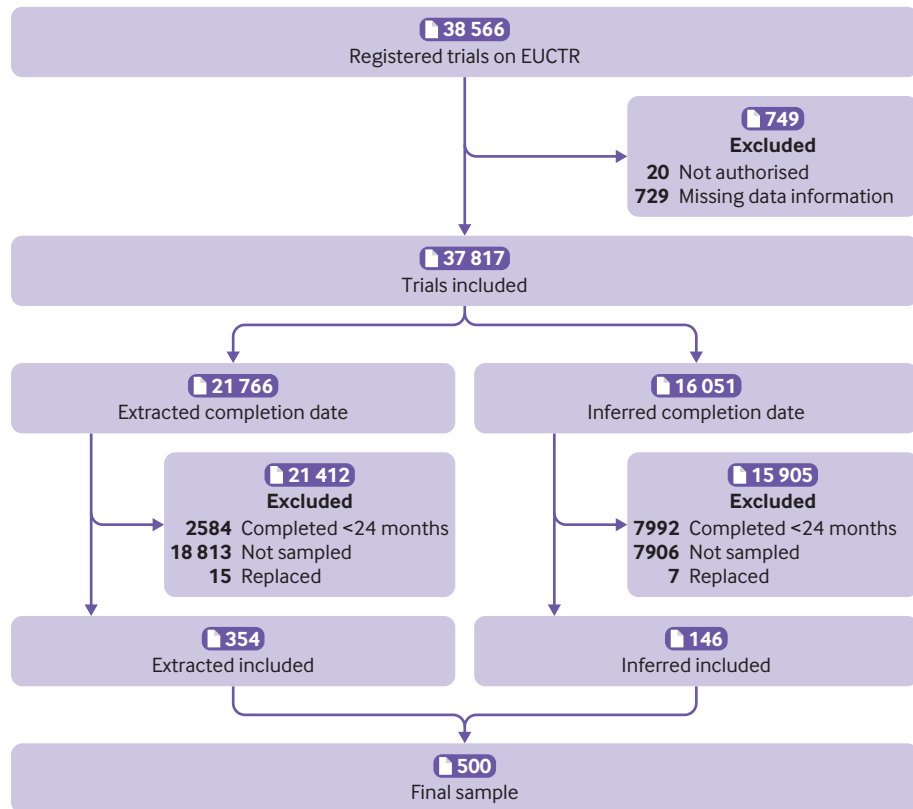 38 566
Registered trials on EUCTR
749
Excluded
20 Not authorised
729 Missing data information
37 817
Trials included
21 766
Extracted completion date
16 051
Inferred completion date
21 412
Excluded
2584 Completed <24 months
18 813 Not sampled
15 Replaced
15 905
Excluded
7992 Completed <24 months
7906 Not sampled
7 Replaced
354
Extracted included
146
Inferred included
500
Final sample